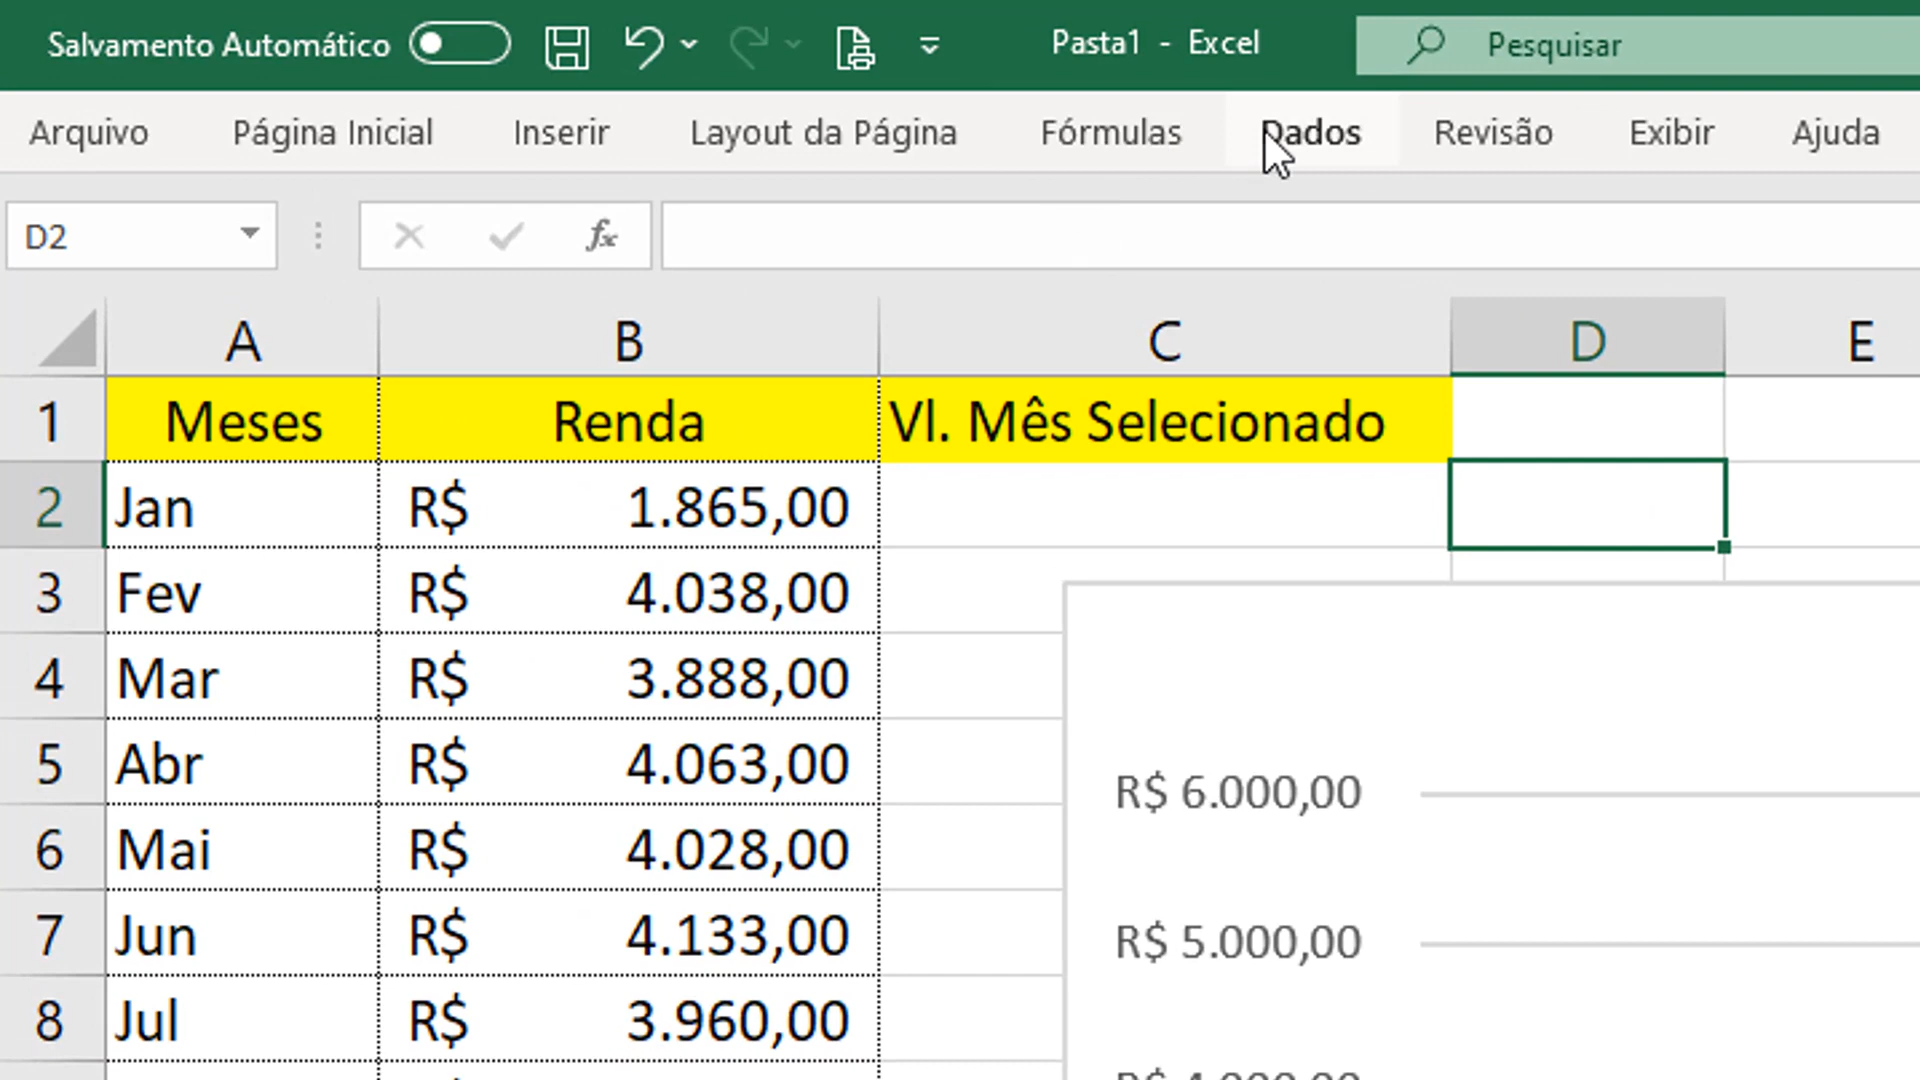 Salvamento Automático Pasta1 - Excel Pesquisar
Arquivo Página Inicial Inserir Layout da Página Fórmulas Dados Revisão Exibir Ajuda
D2 fx
A B C D E
1 Meses Renda Vl. Mês Selecionado
2 Jan R$ 1.865,00
3 Fev R$ 4.038,00
4 Mar R$ 3.888,00
5 Abr R$ 4.063,00
R$ 6.000,00
6 Mai R$ 4.028,00
7 Jun R$ 4.133,00
R$ 5.000,00
8 Jul R$ 3.960,00